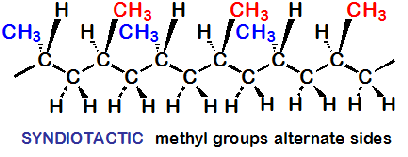 H CH3 H CH3 H CH3
CH3 H CH3 H CH3 H
C C C C C C
C C C C C C
H H H H H H H H H H H H
SYNDIOTACTIC methyl groups alternate sides